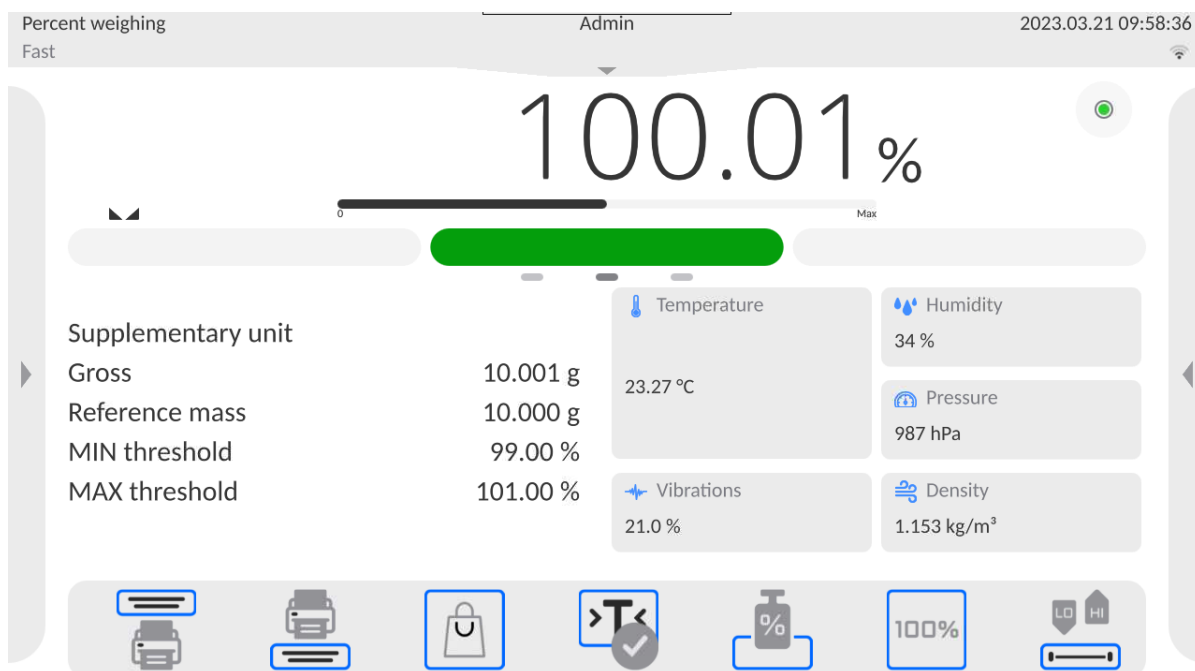 Percent weighing
Admin
2023.03.21 09:58:36
Fast
100.01%
0
Max
Supplementary unit
Gross 10.001 g
Reference mass 10.000 g
MIN threshold 99.00 %
MAX threshold 101.00 %
Temperature
23.27 °C
Humidity
34 %
Pressure
987 hPa
Vibrations
21.0 %
Density
1.153 kg/m³
>T<
%
100%
LO HI